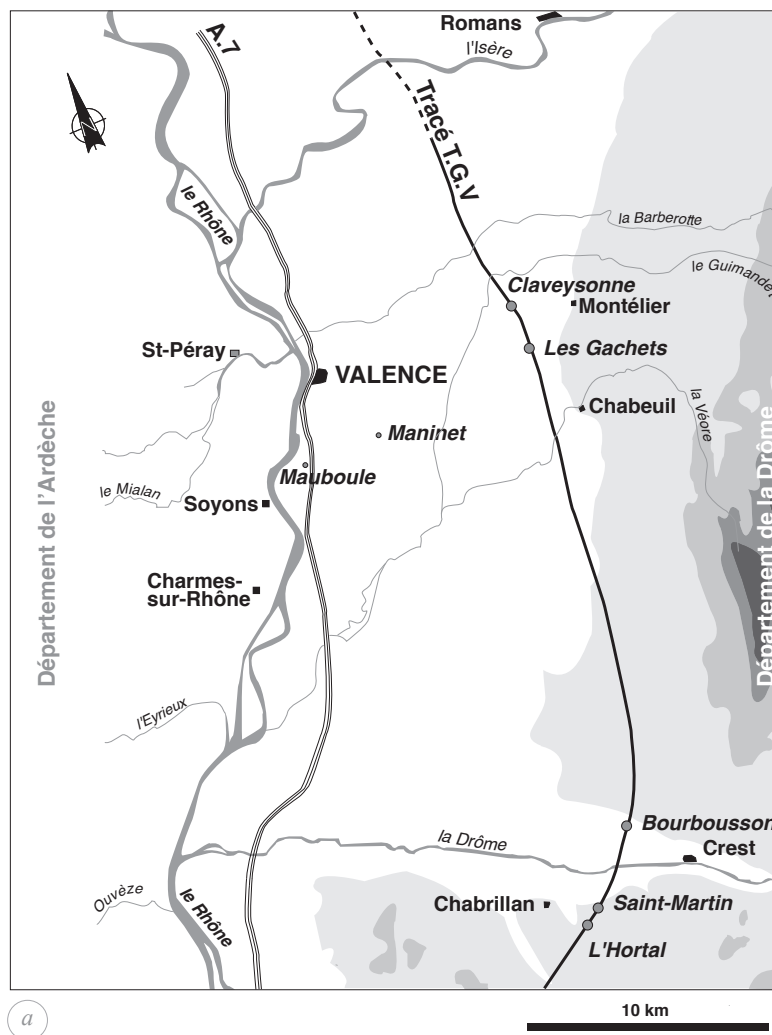 Romans
l'Isère
A.7
Tracé T.G.V
le Rhône
la Barberotte
le Guimandet
Claveysonne
Montélier
St-Péray
Les Gachets
VALENCE
Chabeuil
la Véore
Maninet
Mauboule
le Mialan
Soyons
Département de l'Ardèche
Département de la Drôme
Charmes-
sur-Rhône
l'Eyrieux
Bourbousson
la Drôme
Crest
Ouvèze
le Rhône
Chabrillan
Saint-Martin
L'Hortal
a
10 km